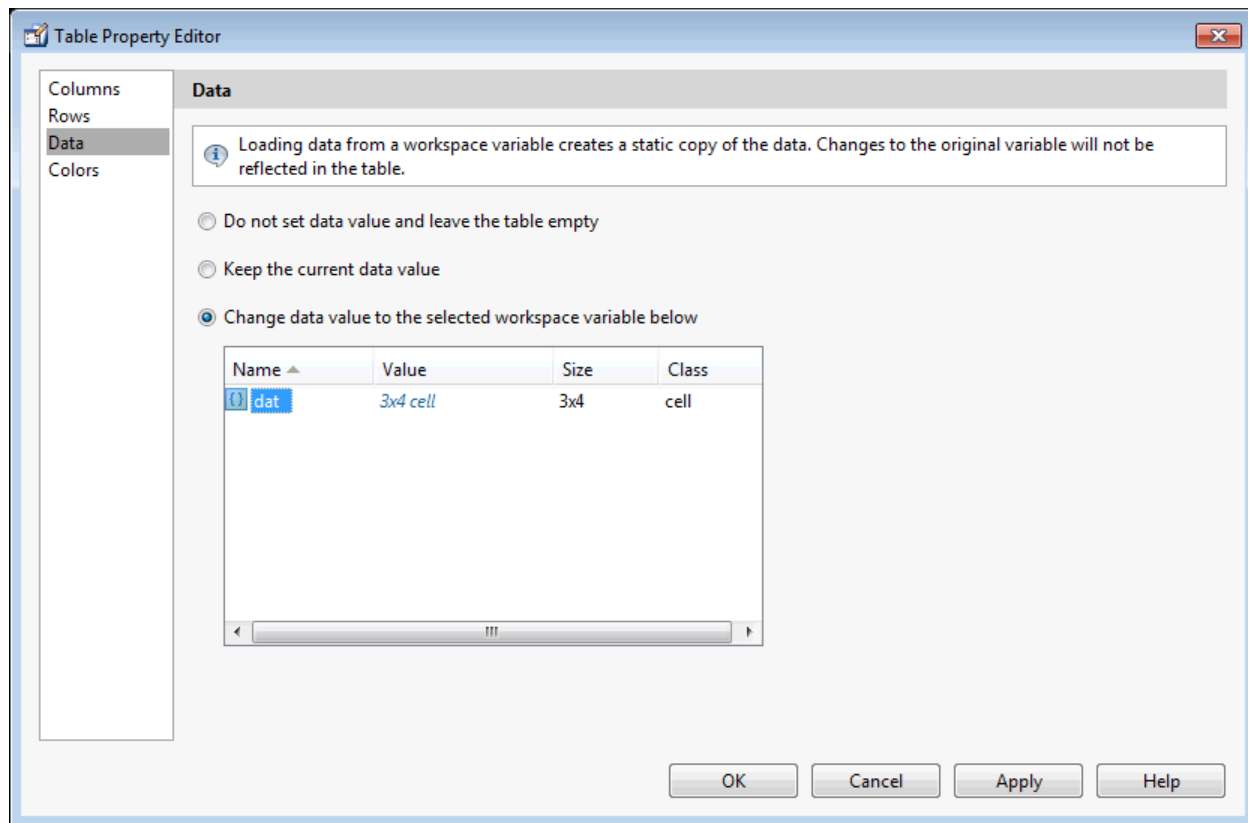 Table Property Editor
Columns
Rows
Data
Colors
Data
Loading data from a workspace variable creates a static copy of the data. Changes to the original variable will not be
reflected in the table.
Do not set data value and leave the table empty
Keep the current data value
Change data value to the selected workspace variable below
Name Value Size Class
{} dat 3x4 cell 3x4 cell
OK Cancel Apply Help